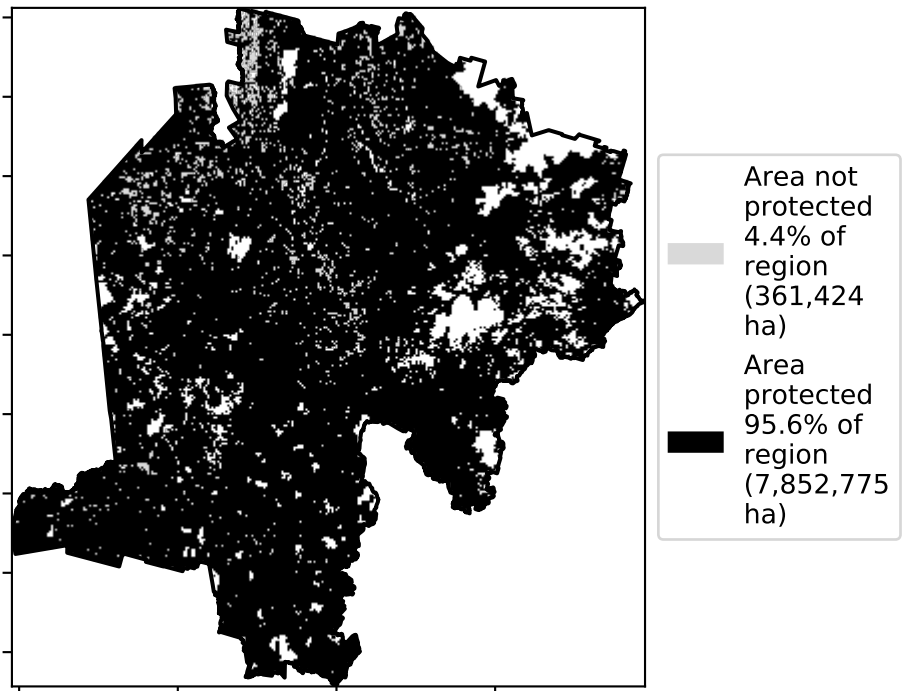 Area not
protected
4.4% of
region
(361,424
ha)
Area
protected
95.6% of
region
(7,852,775
ha)